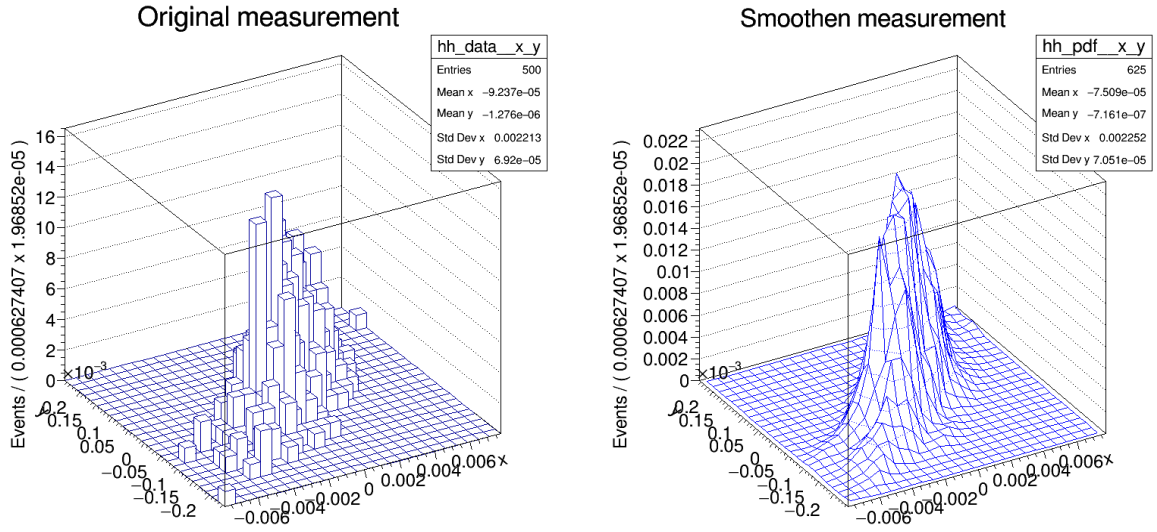 Original measurement
hh_data__x_y
Entries 500
Mean x −9.237e−05
Mean y −1.276e−06
Std Dev x 0.002213
Std Dev y 6.92e−05
Events / ( 0.000627407 x 1.96852e-05 )
16
14
12
10
8
6
4
2
0
×10⁻³
y
0.2
0.15
0.1
0.05
0
−0.05
−0.1
−0.15
−0.2
−0.006
−0.004
−0.002
0
0.002
0.004
0.006
x
Smoothen measurement
hh_pdf__x_y
Entries 625
Mean x −7.509e−05
Mean y −7.161e−07
Std Dev x 0.002252
Std Dev y 7.051e−05
Events / ( 0.000627407 x 1.96852e-05 )
0.022
0.02
0.018
0.016
0.014
0.012
0.01
0.008
0.006
0.004
0.002
0
×10⁻³
y
0.2
0.15
0.1
0.05
0
−0.05
−0.1
−0.15
−0.2
−0.006
−0.004
−0.002
0
0.002
0.004
0.006
x